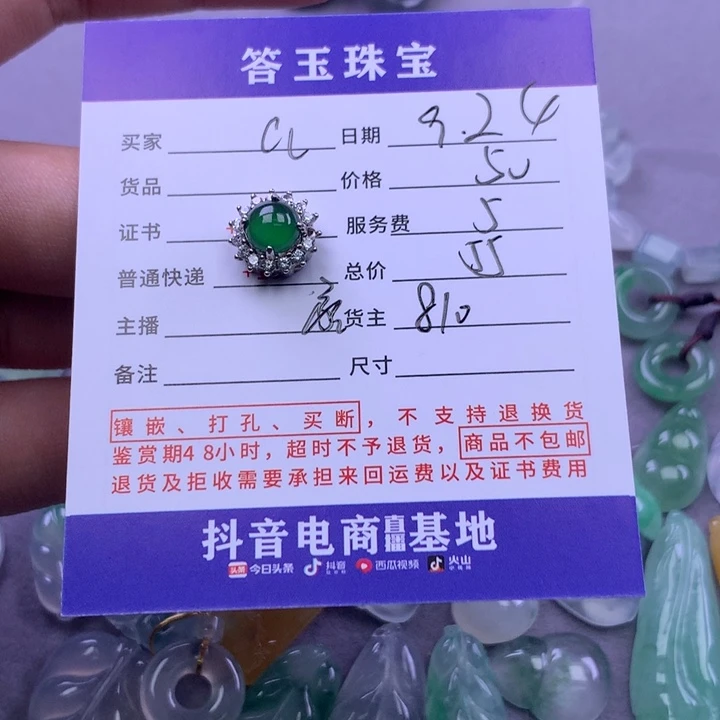 答玉珠宝
买家 CL 日期 9.24
货品 价格 50
证书 服务费 5
普通快递 总价 55
主播 货主 810
备注 尺寸
镶嵌、打孔、买断，不支持退换货
鉴赏期48小时，超时不予退货，商品不包邮
退货及拒收需要承担来回运费以及证书费用
抖音电商直播基地
头条 今日头条 抖音 西瓜视频 火山